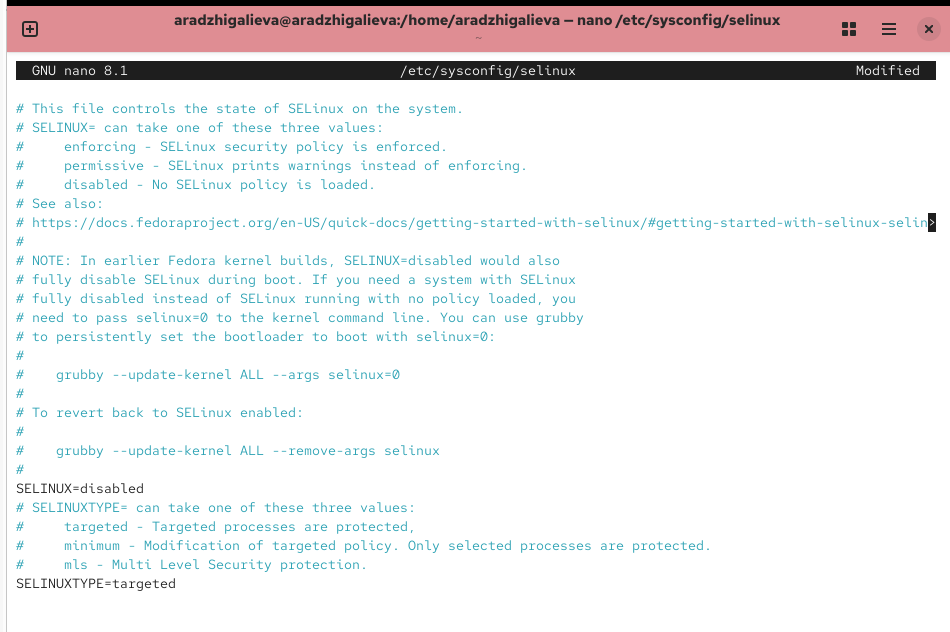 aradzhigalieva@aradzhigalieva:/home/aradzhigalieva — nano /etc/sysconfig/selinux
~
GNU nano 8.1 /etc/sysconfig/selinux Modified
# This file controls the state of SELinux on the system.
# SELINUX= can take one of these three values:
#     enforcing - SELinux security policy is enforced.
#     permissive - SELinux prints warnings instead of enforcing.
#     disabled - No SELinux policy is loaded.
# See also:
# https://docs.fedoraproject.org/en-US/quick-docs/getting-started-with-selinux/#getting-started-with-selinux-selin>
#
# NOTE: In earlier Fedora kernel builds, SELINUX=disabled would also
# fully disable SELinux during boot. If you need a system with SELinux
# fully disabled instead of SELinux running with no policy loaded, you
# need to pass selinux=0 to the kernel command line. You can use grubby
# to persistently set the bootloader to boot with selinux=0:
#
#    grubby --update-kernel ALL --args selinux=0
#
# To revert back to SELinux enabled:
#
#    grubby --update-kernel ALL --remove-args selinux
#
SELINUX=disabled
# SELINUXTYPE= can take one of these three values:
#     targeted - Targeted processes are protected,
#     minimum - Modification of targeted policy. Only selected processes are protected.
#     mls - Multi Level Security protection.
SELINUXTYPE=targeted